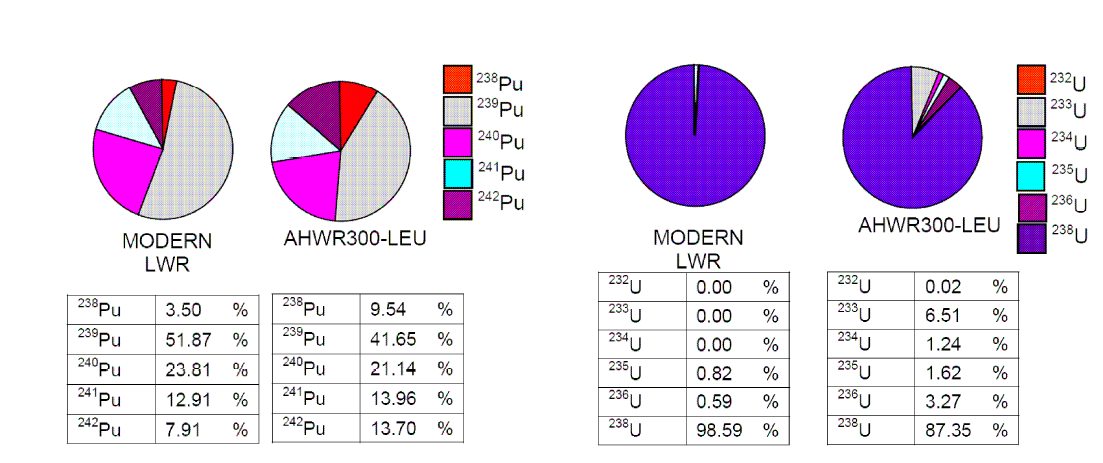 ²³⁸Pu
²³⁹Pu
²⁴⁰Pu
²⁴¹Pu
²⁴²Pu
MODERN
LWR
AHWR300-LEU
²³⁸Pu 3.50 %
²³⁹Pu 51.87 %
²⁴⁰Pu 23.81 %
²⁴¹Pu 12.91 %
²⁴²Pu 7.91 %
²³⁸Pu 9.54 %
²³⁹Pu 41.65 %
²⁴⁰Pu 21.14 %
²⁴¹Pu 13.96 %
²⁴²Pu 13.70 %
²³²U
²³³U
²³⁴U
²³⁵U
²³⁶U
²³⁸U
MODERN
LWR
AHWR300-LEU
²³²U 0.00 %
²³³U 0.00 %
²³⁴U 0.00 %
²³⁵U 0.82 %
²³⁶U 0.59 %
²³⁸U 98.59 %
²³²U 0.02 %
²³³U 6.51 %
²³⁴U 1.24 %
²³⁵U 1.62 %
²³⁶U 3.27 %
²³⁸U 87.35 %